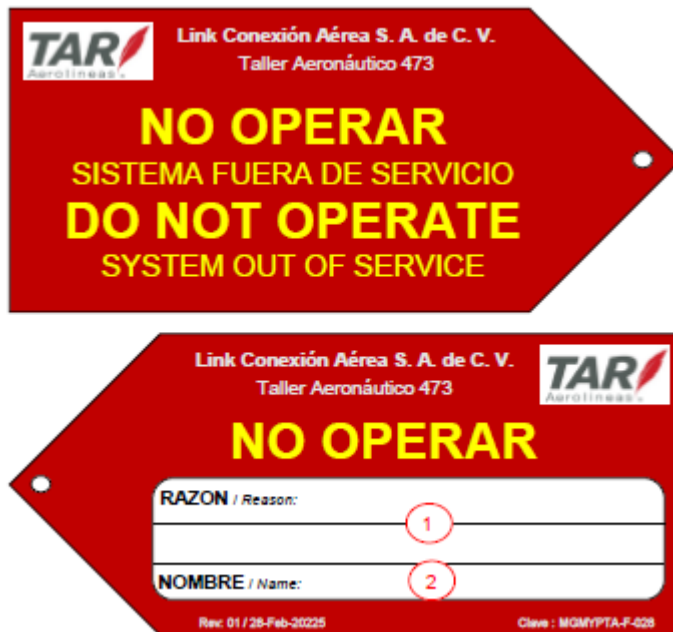 TAR
Aerolíneas
Link Conexión Aérea S. A. de C. V.
Taller Aeronáutico 473
NO OPERAR
SISTEMA FUERA DE SERVICIO
DO NOT OPERATE
SYSTEM OUT OF SERVICE
Link Conexión Aérea S. A. de C. V.
Taller Aeronáutico 473
TAR
Aerolíneas
NO OPERAR
RAZON / Reason:
1
NOMBRE / Name:
2
Rev: 01 / 28-Feb-20225
Clave : MGMYPTA-F-028